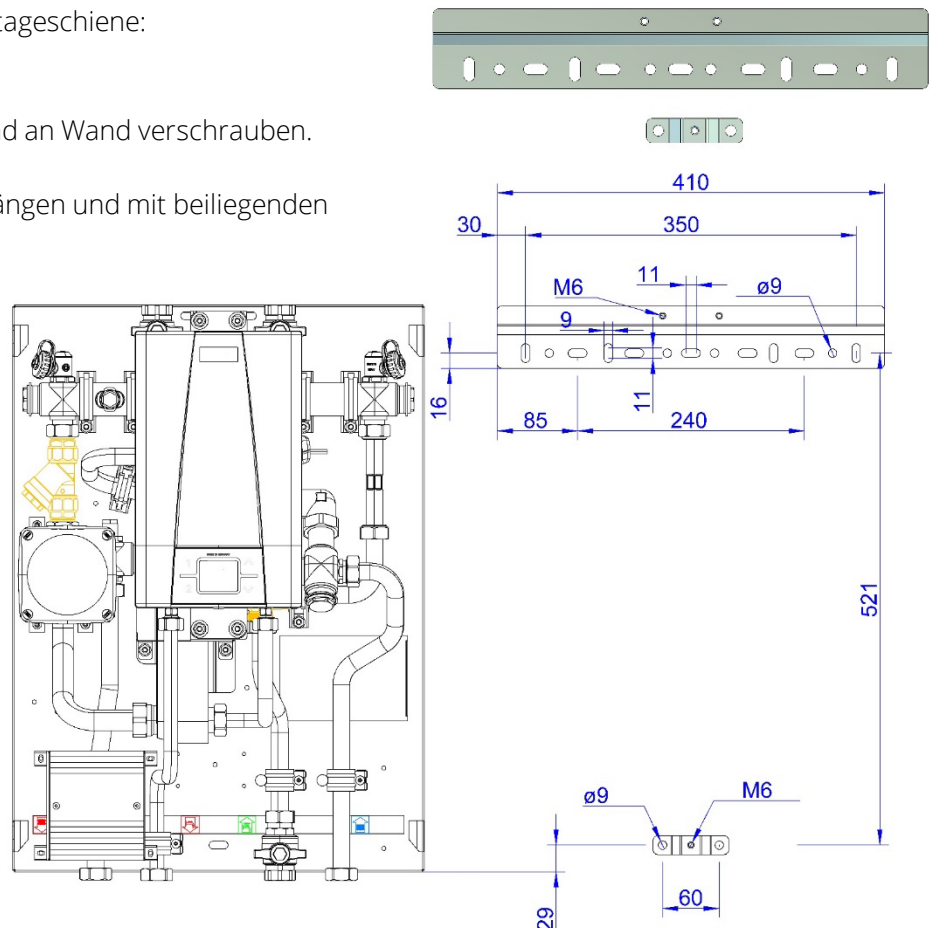 tageschiene:
d an Wand verschrauben.
ängen und mit beiliegenden
410
30
350
11
M6
ø9
9
16
11
85
240
521
ø9
M6
29
60